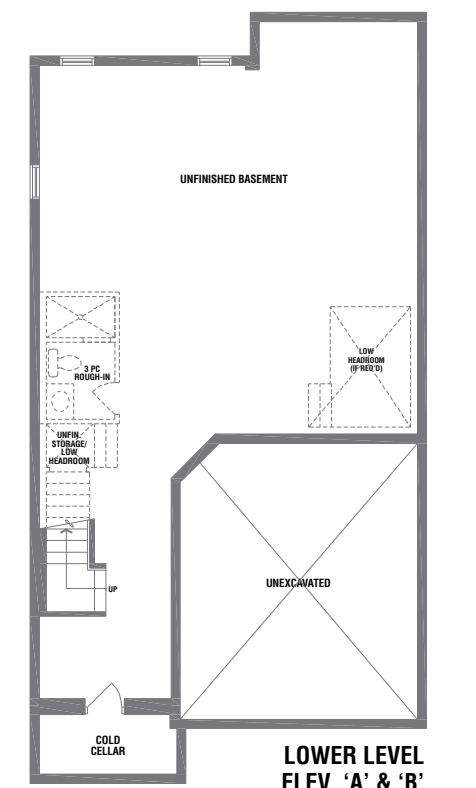 UNFINISHED BASEMENT
LOW
HEADROOM
(IF REQ'D)
3 PC
ROUGH-IN
UNFIN.
STORAGE/
LOW
HEADROOM
UNEXCAVATED
UP
COLD
CELLAR
LOWER LEVEL
ELEV. 'A' & 'B'